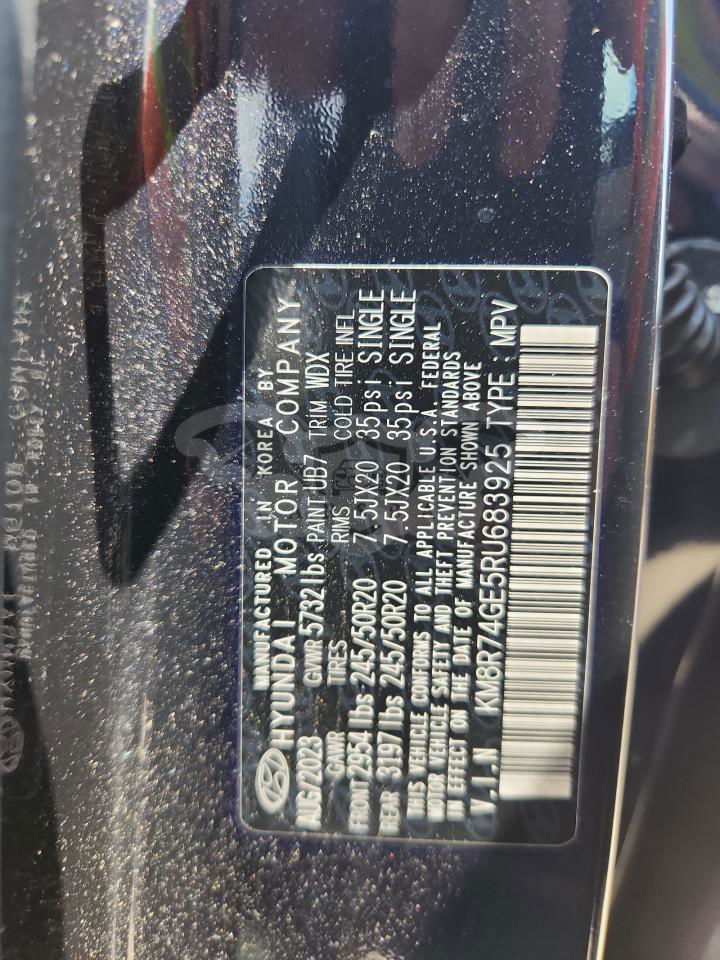 MANUFACTURED IN KOREA BY
HYUNDAI MOTOR COMPANY
AUG/2023 GVWR 5732 lbs PAINT UB7 TRIM WDX
GAWR TIRES RIMS COLD TIRE INFL
FRONT 2954 lbs 245/50R20 7.5JX20 35psi SINGLE
REAR 3197 lbs 245/50R20 7.5JX20 35psi SINGLE
THIS VEHICLE CONFORMS TO ALL APPLICABLE U.S.A. FEDERAL
MOTOR VEHICLE SAFETY AND THEFT PREVENTION STANDARDS
IN EFFECT ON THE DATE OF MANUFACTURE SHOWN ABOVE
V.I.N KM8R74GE5RU683925 TYPE : MPV